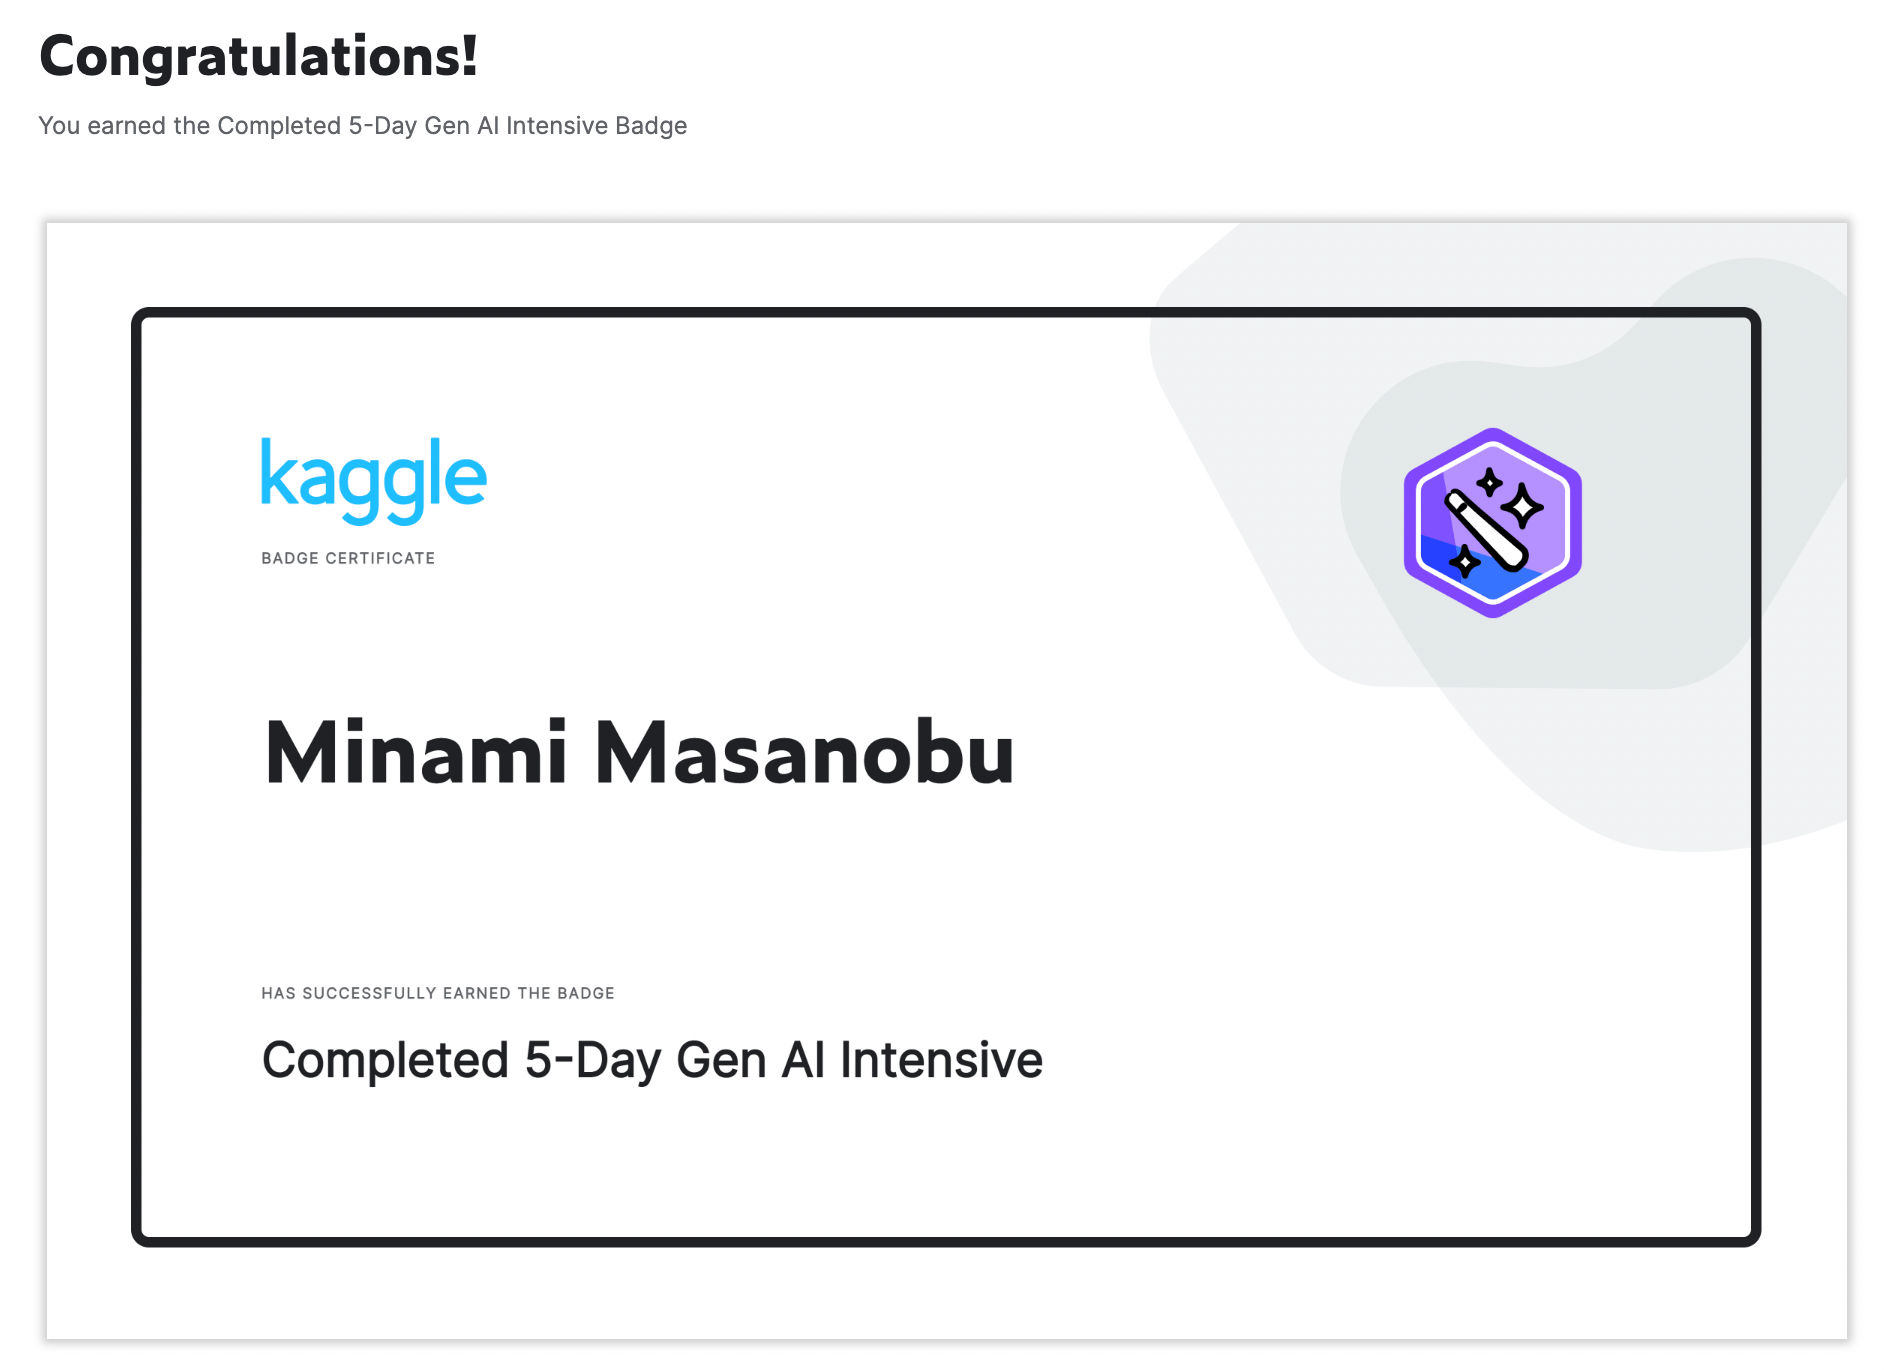 Congratulations!
You earned the Completed 5-Day Gen AI Intensive Badge
kaggle
BADGE CERTIFICATE
Minami Masanobu
HAS SUCCESSFULLY EARNED THE BADGE
Completed 5-Day Gen AI Intensive